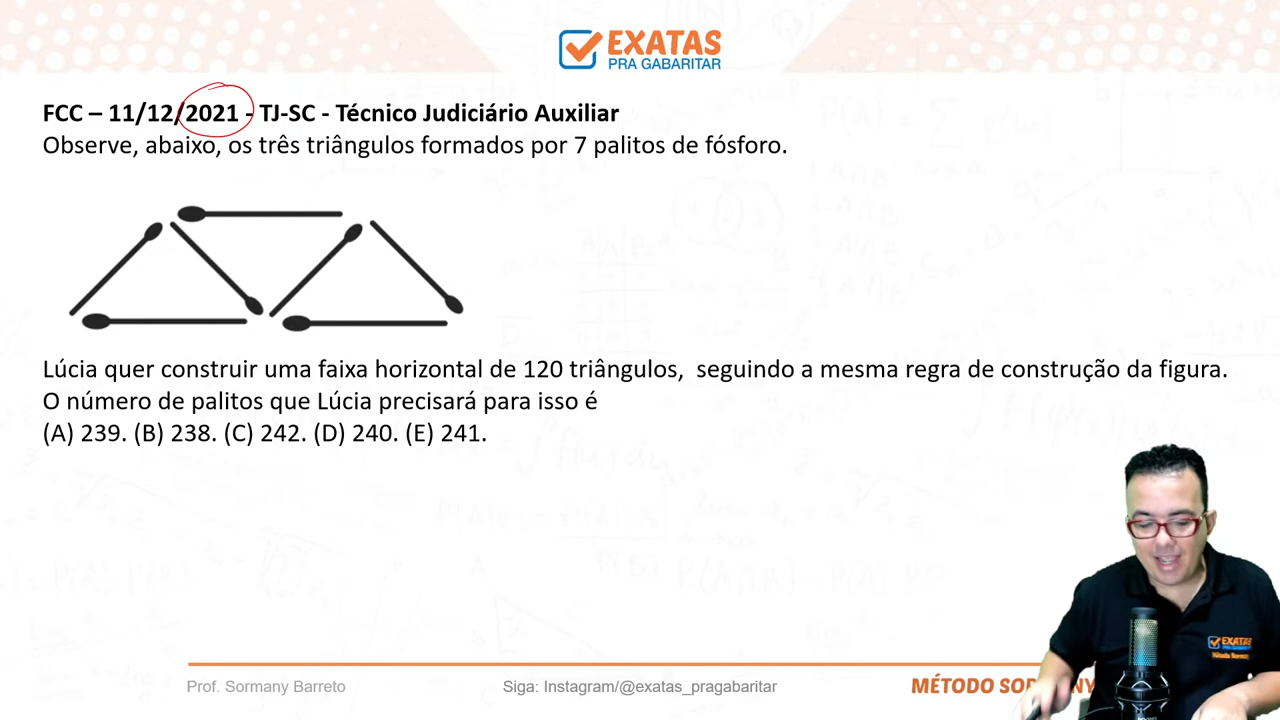 EXATAS
PRA GABARITAR
FCC – 11/12/2021 - TJ-SC - Técnico Judiciário Auxiliar
Observe, abaixo, os três triângulos formados por 7 palitos de fósforo.
Lúcia quer construir uma faixa horizontal de 120 triângulos, seguindo a mesma regra de construção da figura.
O número de palitos que Lúcia precisará para isso é
(A) 239. (B) 238. (C) 242. (D) 240. (E) 241.
EXATAS
PRA GABARITAR
Prof. Sormany Barreto
Siga: Instagram/@exatas_pragabaritar
MÉTODO